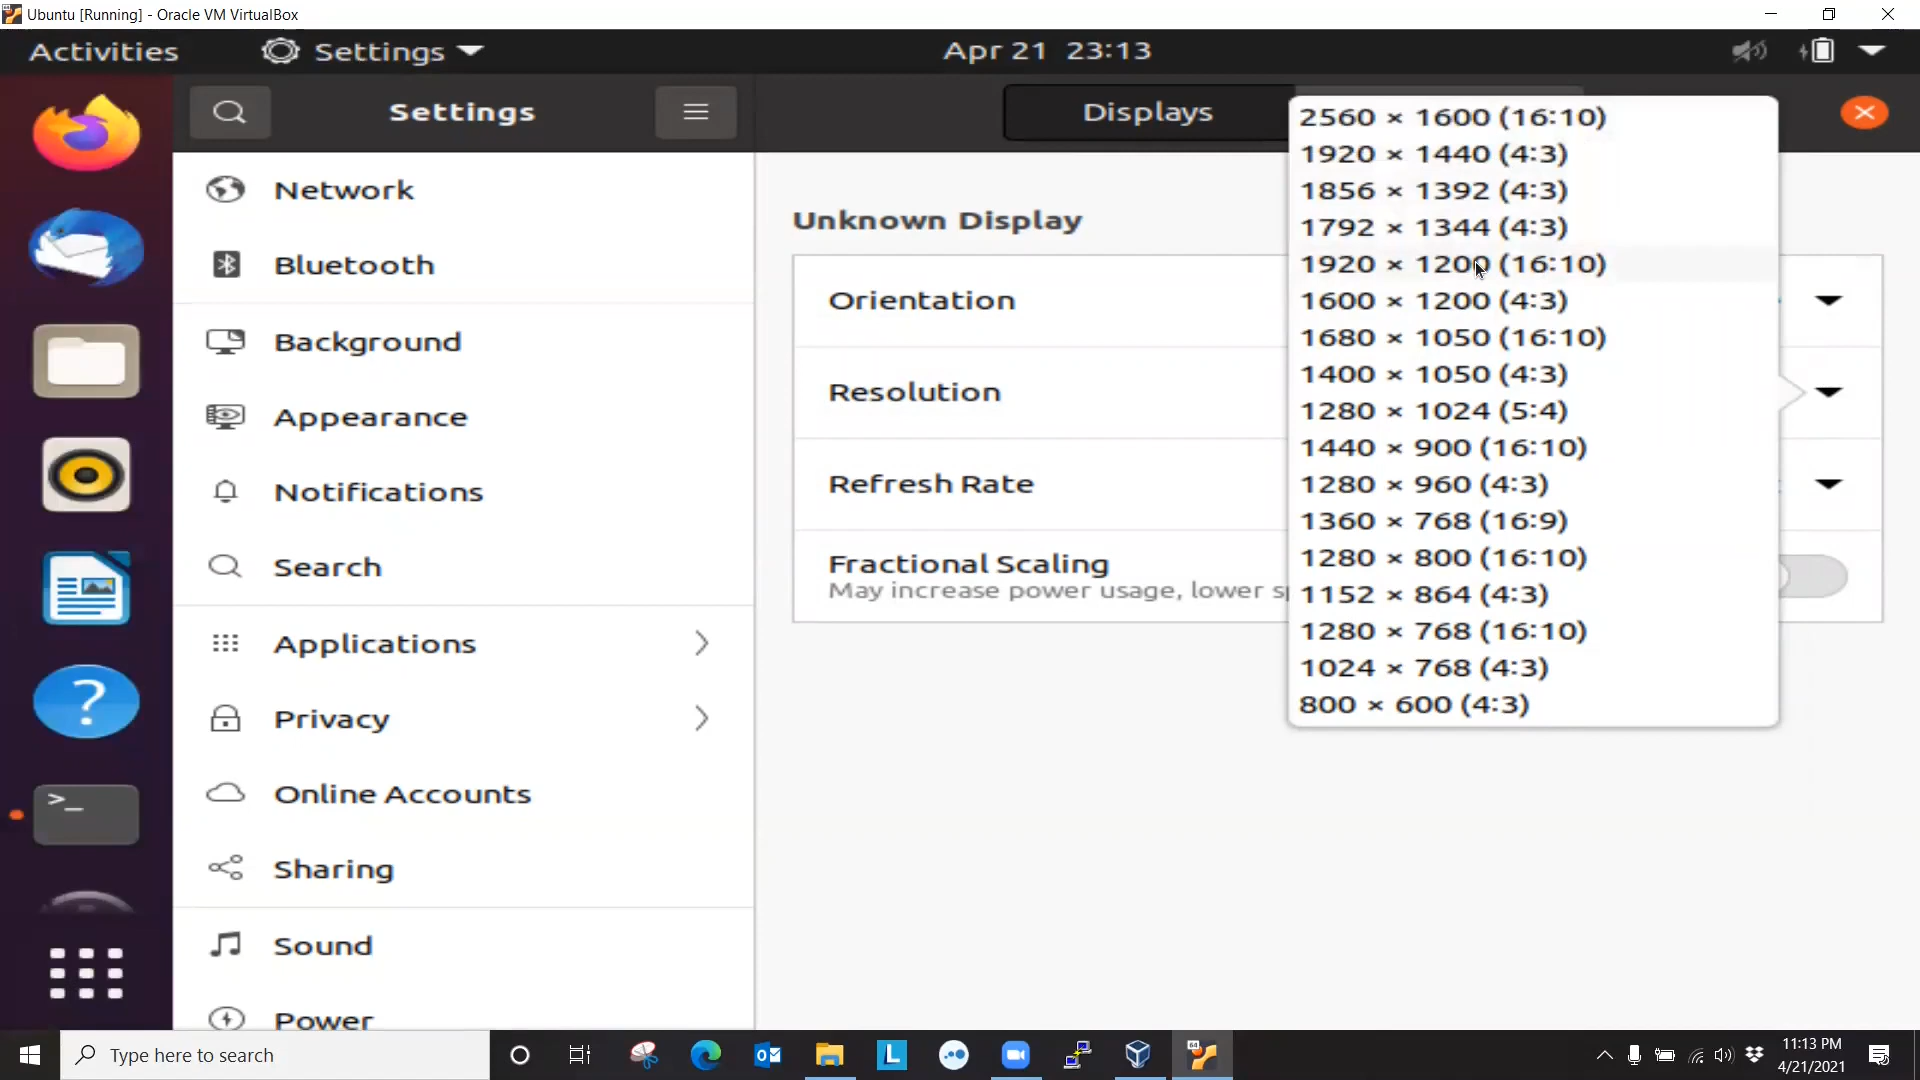 Ubuntu [Running] - Oracle VM VirtualBox
Activities
Settings
Apr 21 23:13
Settings
Displays
Network
Bluetooth
Background
Appearance
Notifications
Search
Applications
Privacy
Online Accounts
Sharing
Sound
Power
Unknown Display
Orientation
Resolution
Refresh Rate
Fractional Scaling
May increase power usage, lower
2560 × 1600 (16:10)
1920 × 1440 (4:3)
1856 × 1392 (4:3)
1792 × 1344 (4:3)
1920 × 1200 (16:10)
1600 × 1200 (4:3)
1680 × 1050 (16:10)
1400 × 1050 (4:3)
1280 × 1024 (5:4)
1440 × 900 (16:10)
1280 × 960 (4:3)
1360 × 768 (16:9)
1280 × 800 (16:10)
1152 × 864 (4:3)
1280 × 768 (16:10)
1024 × 768 (4:3)
800 × 600 (4:3)
Type here to search
11:13 PM
4/21/2021